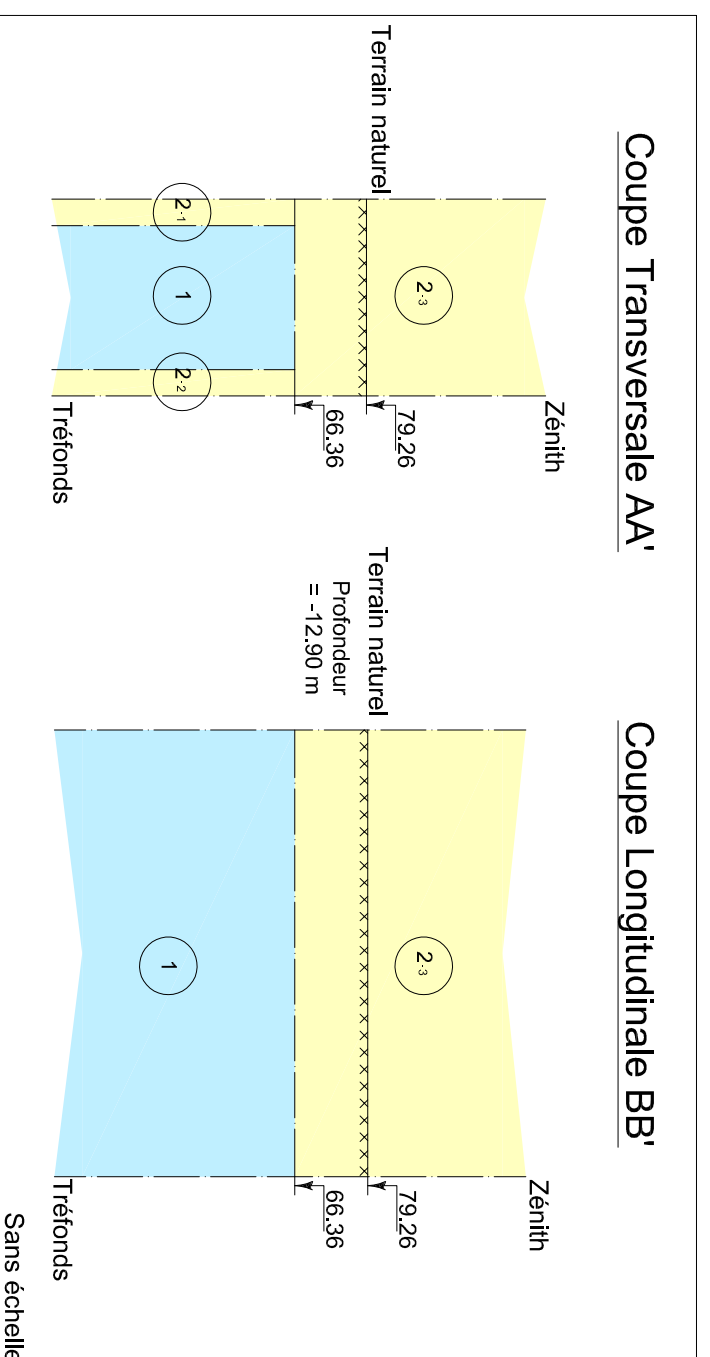 Coupe Transversale AA'
Zénith
2-3
Terrain naturel
79.26
66.36
2-1
1
2-2
Tréfonds
Coupe Longitudinale BB'
Zénith
2-3
Terrain naturel
79.26
Profondeur
= -12.90 m
66.36
1
Tréfonds
Sans échelle